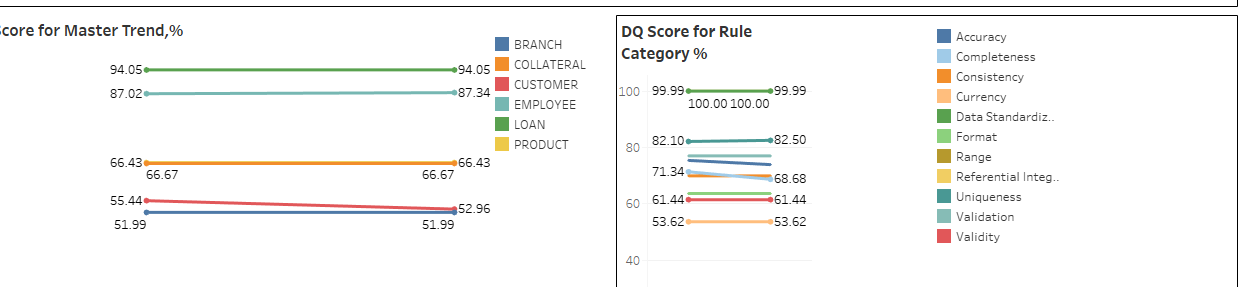 Score for Master Trend,%
94.05
94.05
87.02
87.34
66.43
66.43
66.67
66.67
55.44
52.96
51.99
51.99
BRANCH
COLLATERAL
CUSTOMER
EMPLOYEE
LOAN
PRODUCT
DQ Score for Rule
Category %
100
80
60
40
99.99
99.99
100.00 100.00
82.10
82.50
71.34
68.68
61.44
61.44
53.62
53.62
Accuracy
Completeness
Consistency
Currency
Data Standardiz..
Format
Range
Referential Integ..
Uniqueness
Validation
Validity